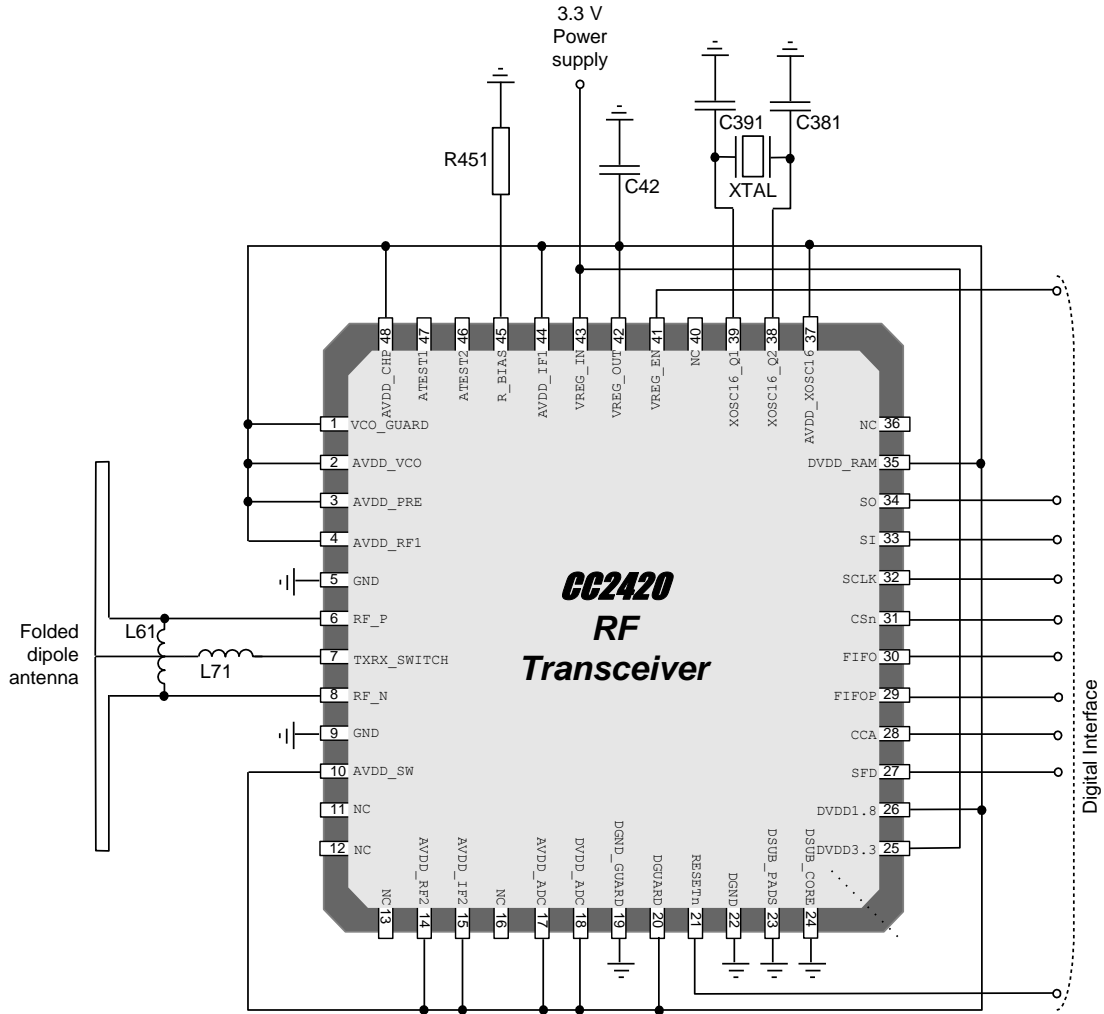 3.3 V
Power
supply
C391
C381
R451
C42
XTAL
48
47
46
45
44
43
42
41
40
39
38
37
AVDD_CHP
ATEST1
ATEST2
R_BIAS
AVDD_IF1
VREG_IN
VREG_OUT
VREG_EN
NC
XOSC16_Q1
XOSC16_Q2
AVDD_XOSC16
1 VCO_GUARD
2 AVDD_VCO
3 AVDD_PRE
4 AVDD_RF1
5 GND
6 RF_P
7 TXRX_SWITCH
8 RF_N
9 GND
10 AVDD_SW
11 NC
12 NC
L61
L71
Folded
dipole
antenna
CC2420
RF
Transceiver
NC 36
DVDD_RAM 35
SO 34
SI 33
SCLK 32
CSn 31
FIFO 30
FIFOP 29
CCA 28
SFD 27
DVDD1.8 26
DVDD3.3 25
Digital Interface
NC
AVDD_RF2
AVDD_IF2
NC
AVDD_ADC
DVDD_ADC
DGND_GUARD
DGUARD
RESETn
DGND
DSUB_PADS
DSUB_CORE
13
14
15
16
17
18
19
20
21
22
23
24